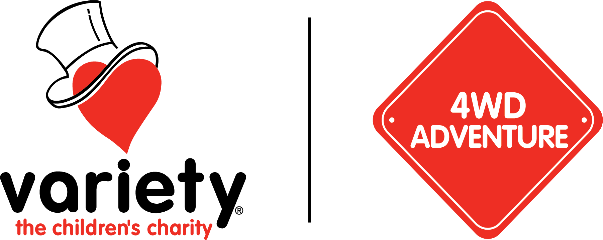 variety®
the children's charity
4WD
ADVENTURE